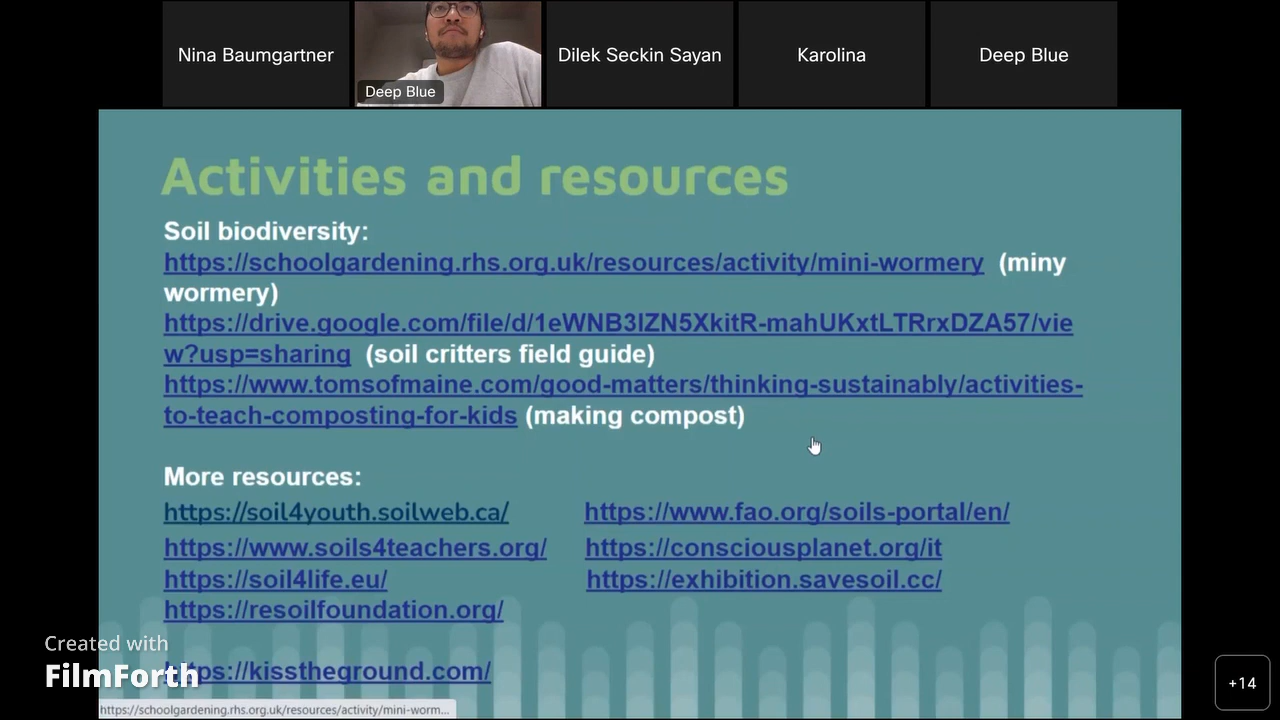 Nina Baumgartner
Deep Blue
Dilek Seckin Sayan
Karolina
Deep Blue
Activities and resources
Soil biodiversity:
https://schoolgardening.rhs.org.uk/resources/activity/mini-wormery (miny
wormery)
https://drive.google.com/file/d/1eWNB3lZN5XkitR-mahUKxtLTRrxDZA57/vie
w?usp=sharing (soil critters field guide)
https://www.tomsofmaine.com/good-matters/thinking-sustainably/activities-
to-teach-composting-for-kids (making compost)
More resources:
https://soil4youth.soilweb.ca/ https://www.fao.org/soils-portal/en/
https://www.soils4teachers.org/ https://consciousplanet.org/it
https://soil4life.eu/ https://exhibition.savesoil.cc/
https://resoilfoundation.org/
https://kisstheground.com/
Created with
FilmForth
+14
https://schoolgardening.rhs.org.uk/resources/activity/mini-worm...